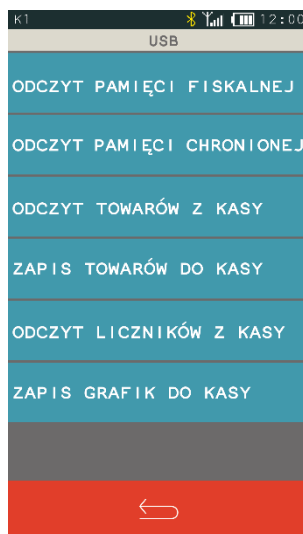 K1 12:00
USB
ODCZYT PAMIĘCI FISKALNEJ
ODCZYT PAMIĘCI CHRONIONEJ
ODCZYT TOWARÓW Z KASY
ZAPIS TOWARÓW DO KASY
ODCZYT LICZNIKÓW Z KASY
ZAPIS GRAFIK DO KASY